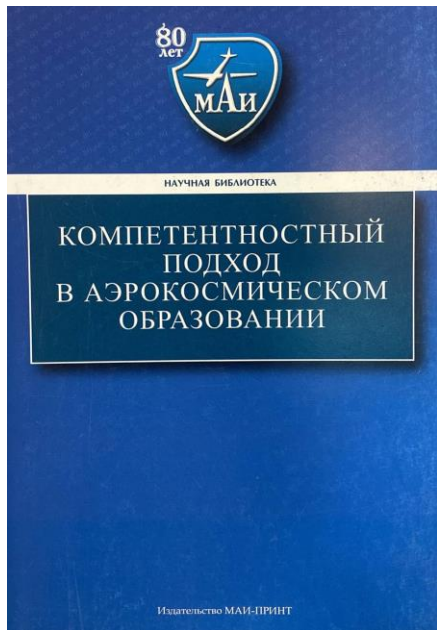 80
лет
МАИ
НАУЧНАЯ БИБЛИОТЕКА
КОМПЕТЕНТНОСТНЫЙ
ПОДХОД
В АЭРОКОСМИЧЕСКОМ
ОБРАЗОВАНИИ
Издательство МАИ-ПРИНТ